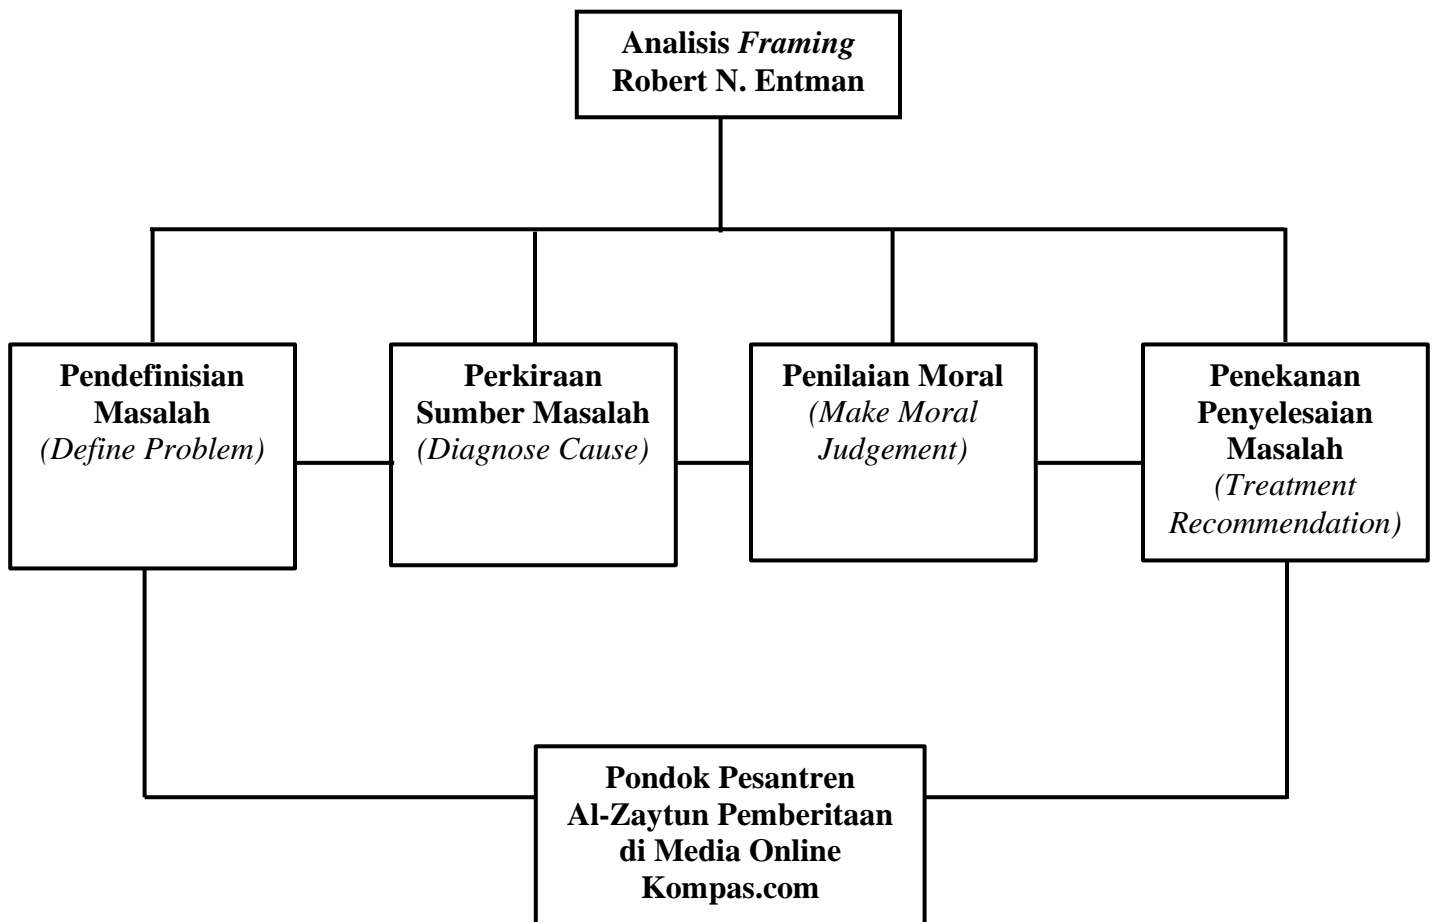 Analisis Framing
Robert N. Entman
Pendefinisian
Masalah
(Define Problem)
Perkiraan
Sumber Masalah
(Diagnose Cause)
Penilaian Moral
(Make Moral
Judgement)
Penekanan
Penyelesaian
Masalah
(Treatment
Recommendation)
Pondok Pesantren
Al-Zaytun Pemberitaan
di Media Online
Kompas.com